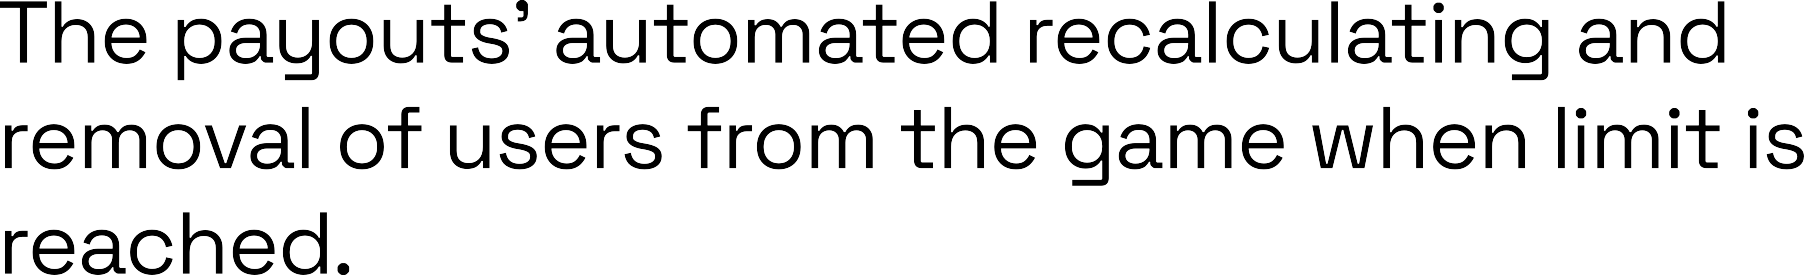 The payouts’ automated recalculating and
removal of users from the game when limit is
reached.